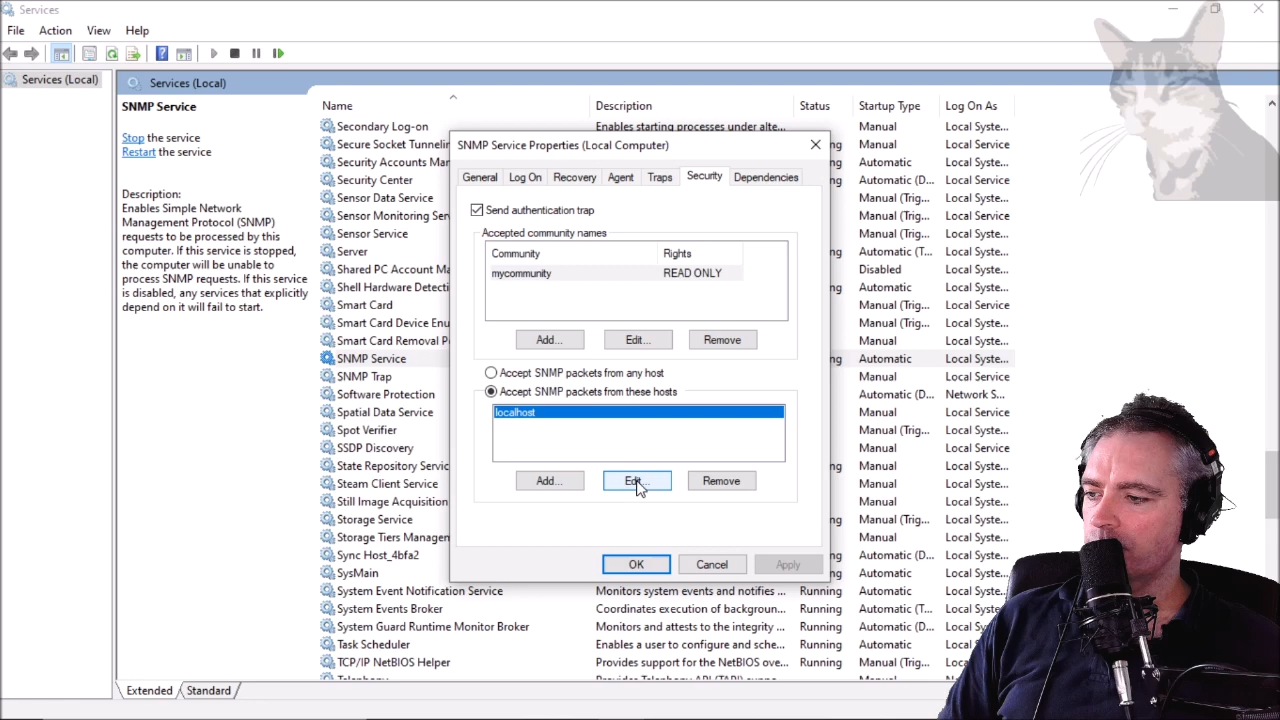 Services
File Action View Help
Services (Local)
Services (Local)
SNMP Service
Stop the service
Restart the service
Description:
Enables Simple Network
Management Protocol (SNMP)
requests to be processed by this
computer. If this service is stopped,
the computer will be unable to
process SNMP requests. If this service
is disabled, any services that explicitly
depend on it will fail to start.
Name Description Status Startup Type Log On As
Secondary Log-on Enables starting processes under alte... Manual Local Syste...
Secure Socket Tunnelin Manual Local Service
Security Accounts Mar Automatic Local Syste...
Security Center Automatic (D... Local Service
Sensor Data Service Manual (Trig... Local Syste...
Sensor Monitoring Serv Manual (Trig... Local Service
Sensor Service Manual (Trig... Local Syste...
Server Automatic (T... Local Syste...
Shared PC Account Ma Disabled Local Syste...
Shell Hardware Detecti Automatic Local Syste...
Smart Card Manual (Trig... Local Service
Smart Card Device Enu Manual (Trig... Local Syste...
Smart Card Removal P Manual Local Syste...
SNMP Service Automatic Local Syste...
SNMP Trap Manual Local Service
Software Protection Automatic (D... Network S...
Spatial Data Service Manual Local Syste...
Spot Verifier Manual (Trig... Local Syste...
SSDP Discovery Manual Local Service
State Repository Servic Manual Local Syste...
Steam Client Service Manual Local Syste...
Still Image Acquisition Manual Local Syste...
Storage Service Manual (Trig... Local Syste...
Storage Tiers Managem Manual Local Syste...
Sync Host_4bfa2 Automatic (D... Local Syste...
SysMain Automatic Local Syste...
System Event Notification Service Monitors system events and notifies ... Running Automatic Local Syste...
System Events Broker Coordinates execution of backgroun... Running Automatic (T... Local Syste...
System Guard Runtime Monitor Broker Monitors and attests to the integrity ... Running Automatic (D... Local Syste...
Task Scheduler Enables a user to configure and sche... Running Automatic Local Syste...
TCP/IP NetBIOS Helper Provides support for the NetBIOS ove... Running Manual (Trig... Local Service
SNMP Service Properties (Local Computer)
General Log On Recovery Agent Traps Security Dependencies
Send authentication trap
Accepted community names
Community Rights
mycommunity READ ONLY
Add... Edit... Remove
Accept SNMP packets from any host
Accept SNMP packets from these hosts
localhost
Add... Edit... Remove
OK Cancel Apply
Extended Standard